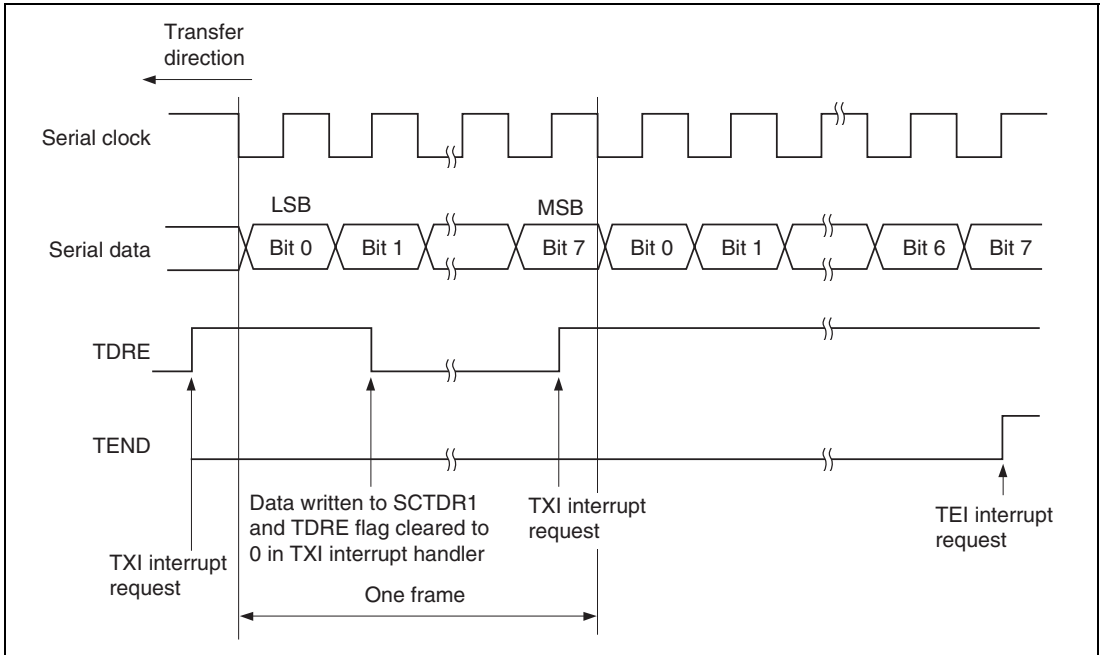 Transfer
direction
Serial clock
LSB
MSB
Serial data
Bit 0
Bit 1
Bit 7
Bit 0
Bit 1
Bit 6
Bit 7
TDRE
TEND
Data written to SCTDR1
and TDRE flag cleared to
0 in TXI interrupt handler
TXI interrupt
request
TEI interrupt
request
TXI interrupt
request
One frame